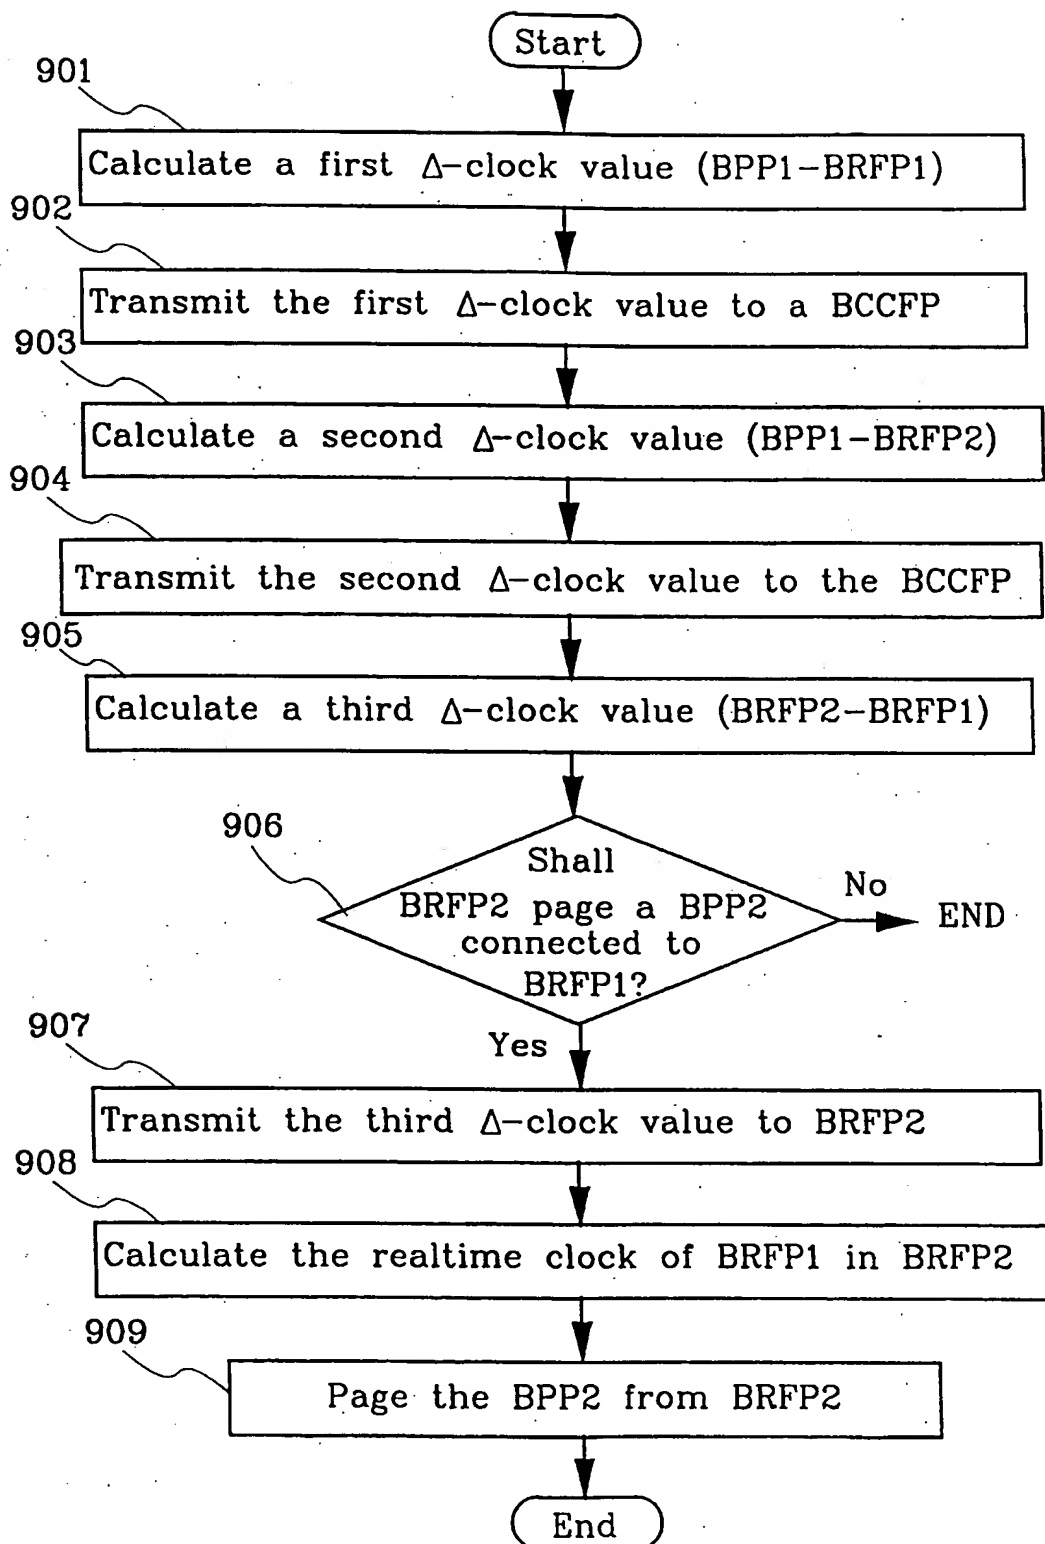 Start
901
Calculate a first Δ-clock value (BPP1-BRFP1)
902
Transmit the first Δ-clock value to a BCCFP
903
Calculate a second Δ-clock value (BPP1-BRFP2)
904
Transmit the second Δ-clock value to the BCCFP
905
Calculate a third Δ-clock value (BRFP2-BRFP1)
906
Shall
BRFP2 page a BPP2
connected to
BRFP1?
No
END
Yes
907
Transmit the third Δ-clock value to BRFP2
908
Calculate the realtime clock of BRFP1 in BRFP2
909
Page the BPP2 from BRFP2
End